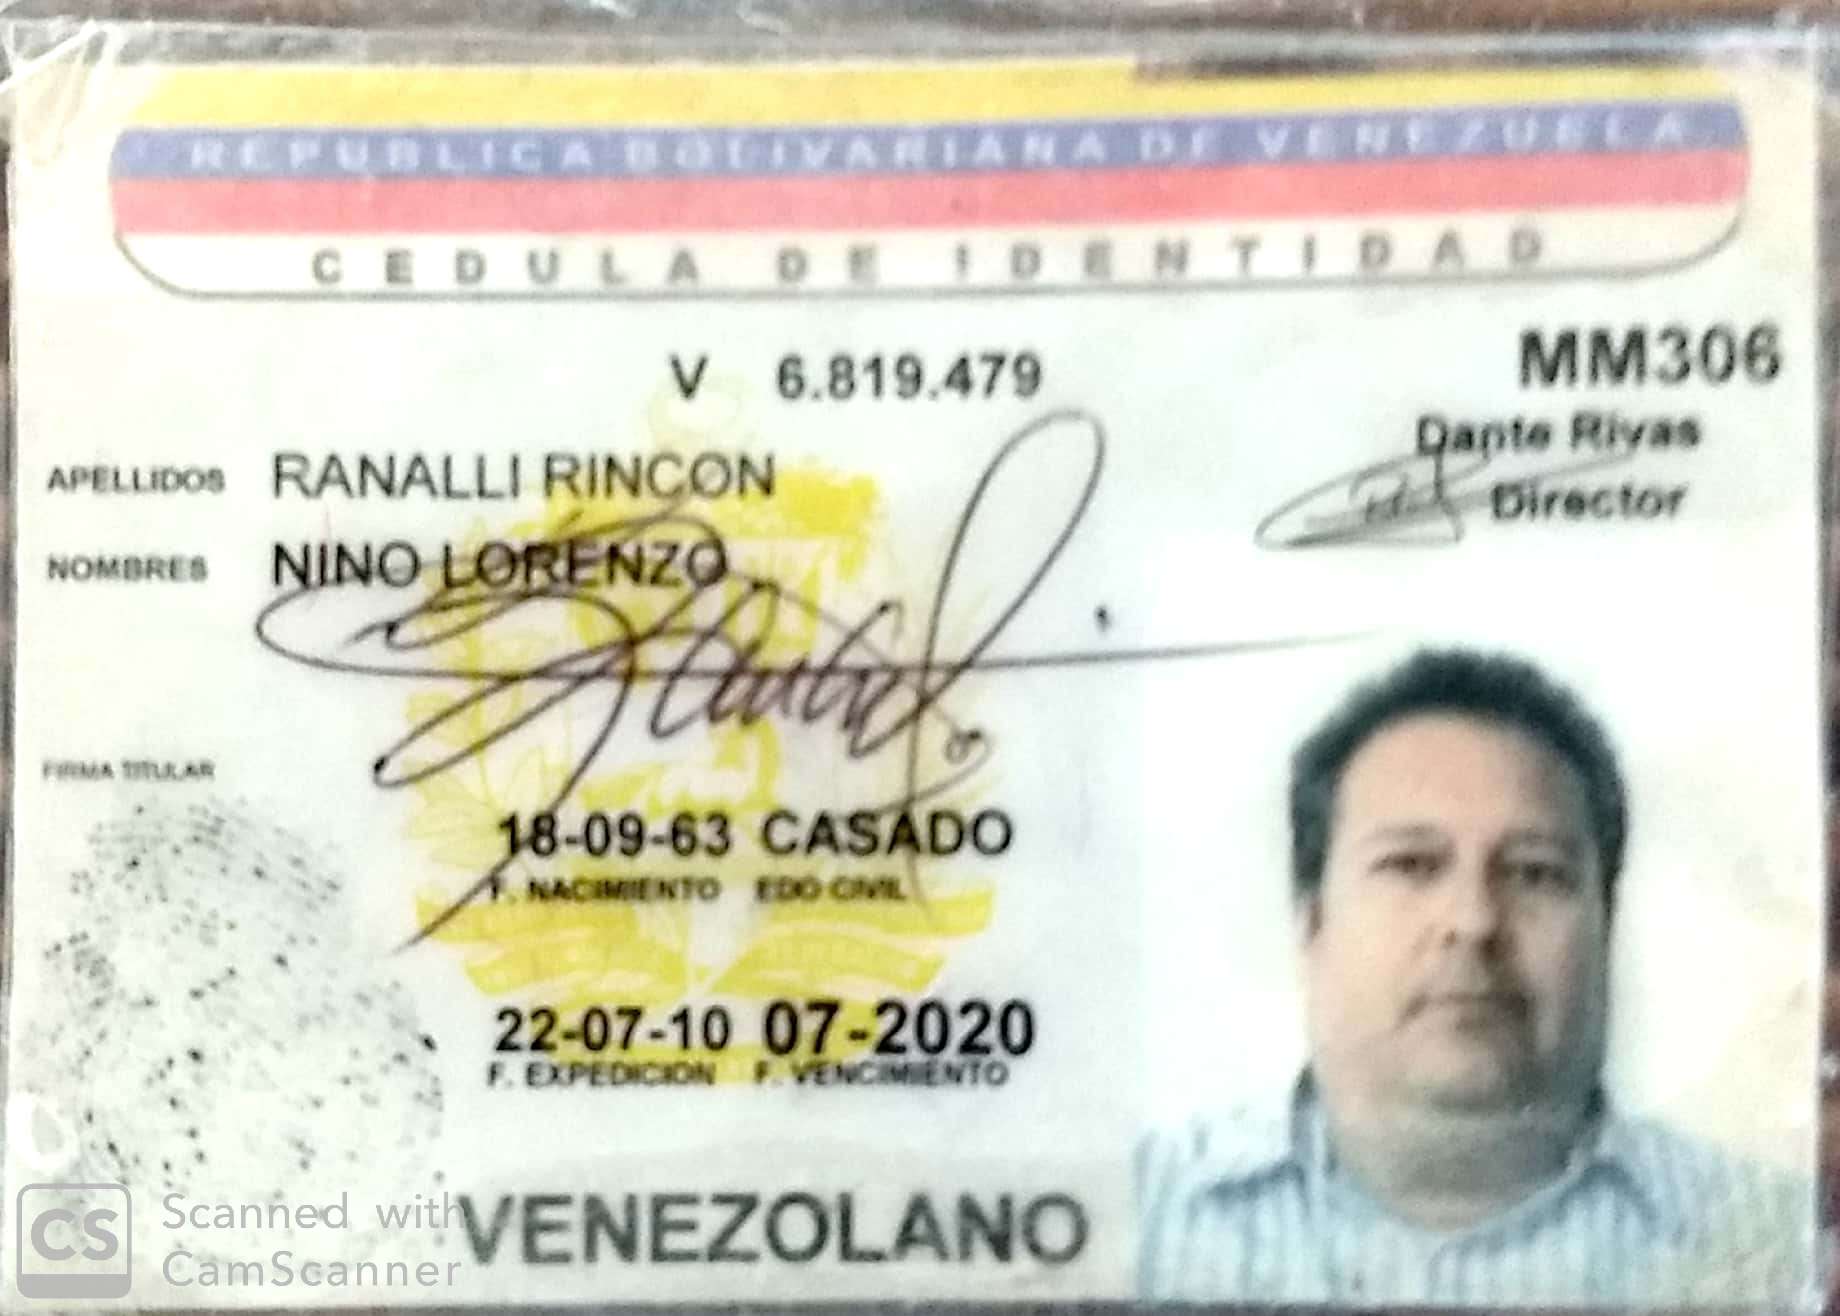 REPUBLICA BOLIVARIANA DE VENEZUELA
CEDULA DE IDENTIDAD
V 6.819.479
MM306
Dante Rivas
Director
APELLIDOS RANALLI RINCON
NOMBRES NINO LORENZO
FIRMA TITULAR
18-09-63 CASADO
F. NACIMIENTO EDO CIVIL
22-07-10 07-2020
F. EXPEDICION F. VENCIMIENTO
VENEZOLANO
CS Scanned with
CamScanner